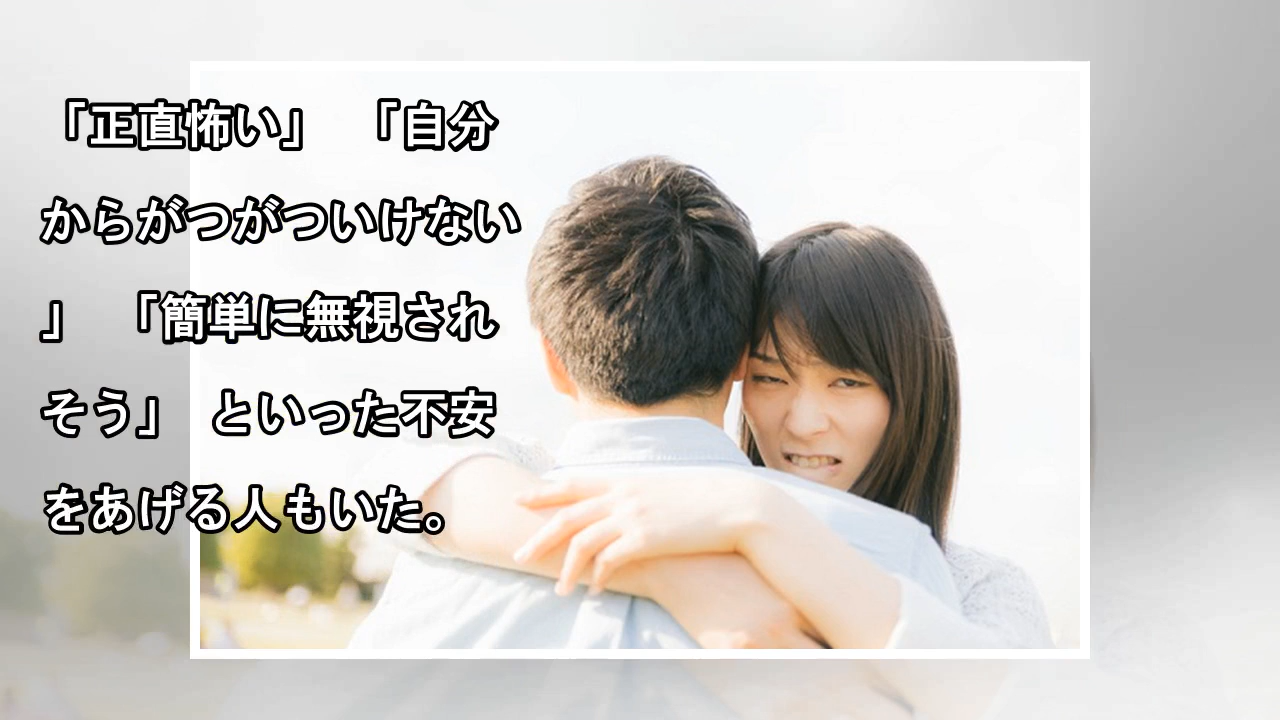 「正直怖い」　「自分
からがつがついけない
」　「簡単に無視され
そう」　といった不安
をあげる人もいた。